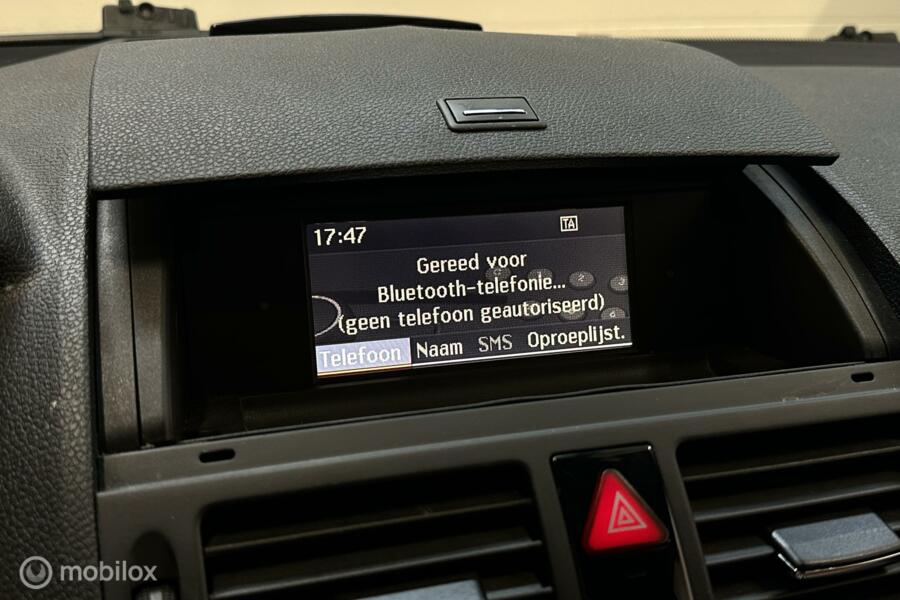 17:47 TA
Gereed voor
Bluetooth-telefonie...
(geen telefoon geautoriseerd)
Telefoon Naam SMS Oproeplijst.
mobilox